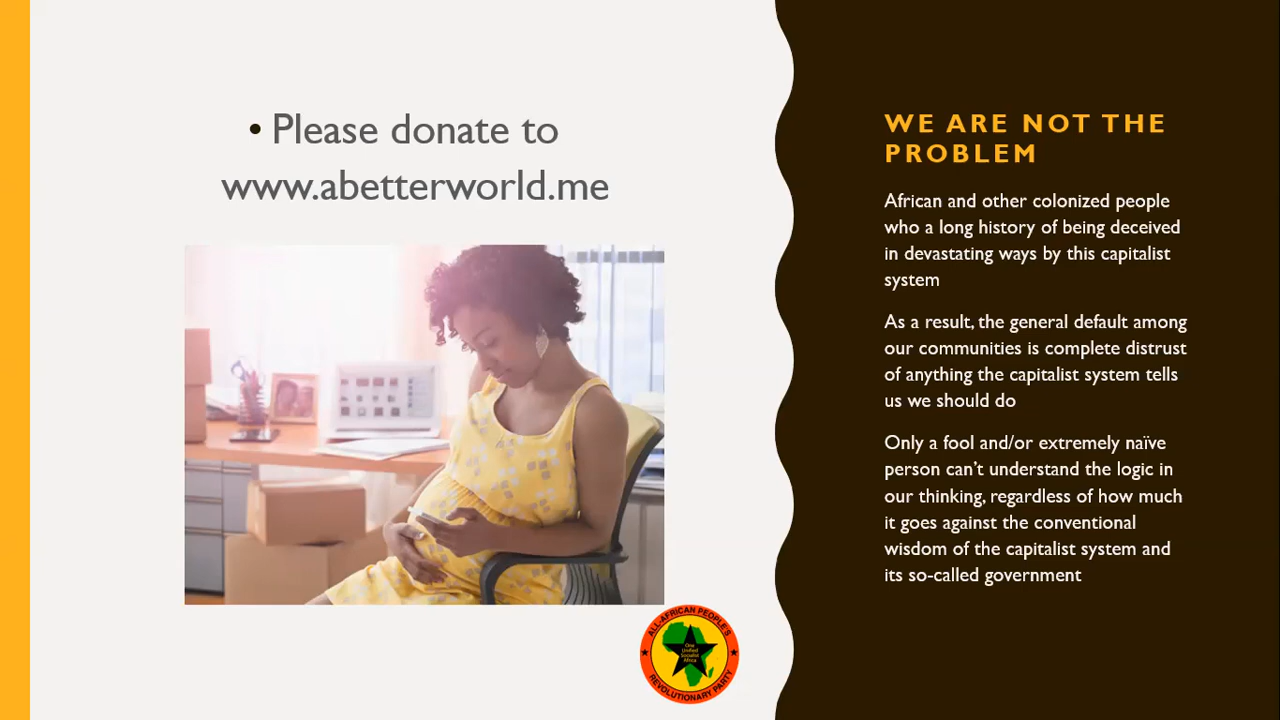 • Please donate to
www.abetterworld.me
WE ARE NOT THE
PROBLEM
African and other colonized people
who a long history of being deceived
in devastating ways by this capitalist
system
As a result, the general default among
our communities is complete distrust
of anything the capitalist system tells
us we should do
Only a fool and/or extremely naïve
person can't understand the logic in
our thinking, regardless of how much
it goes against the conventional
wisdom of the capitalist system and
its so-called government
ALL-AFRICAN PEOPLE'S
One
Unified
Socialist
Africa
REVOLUTIONARY PARTY